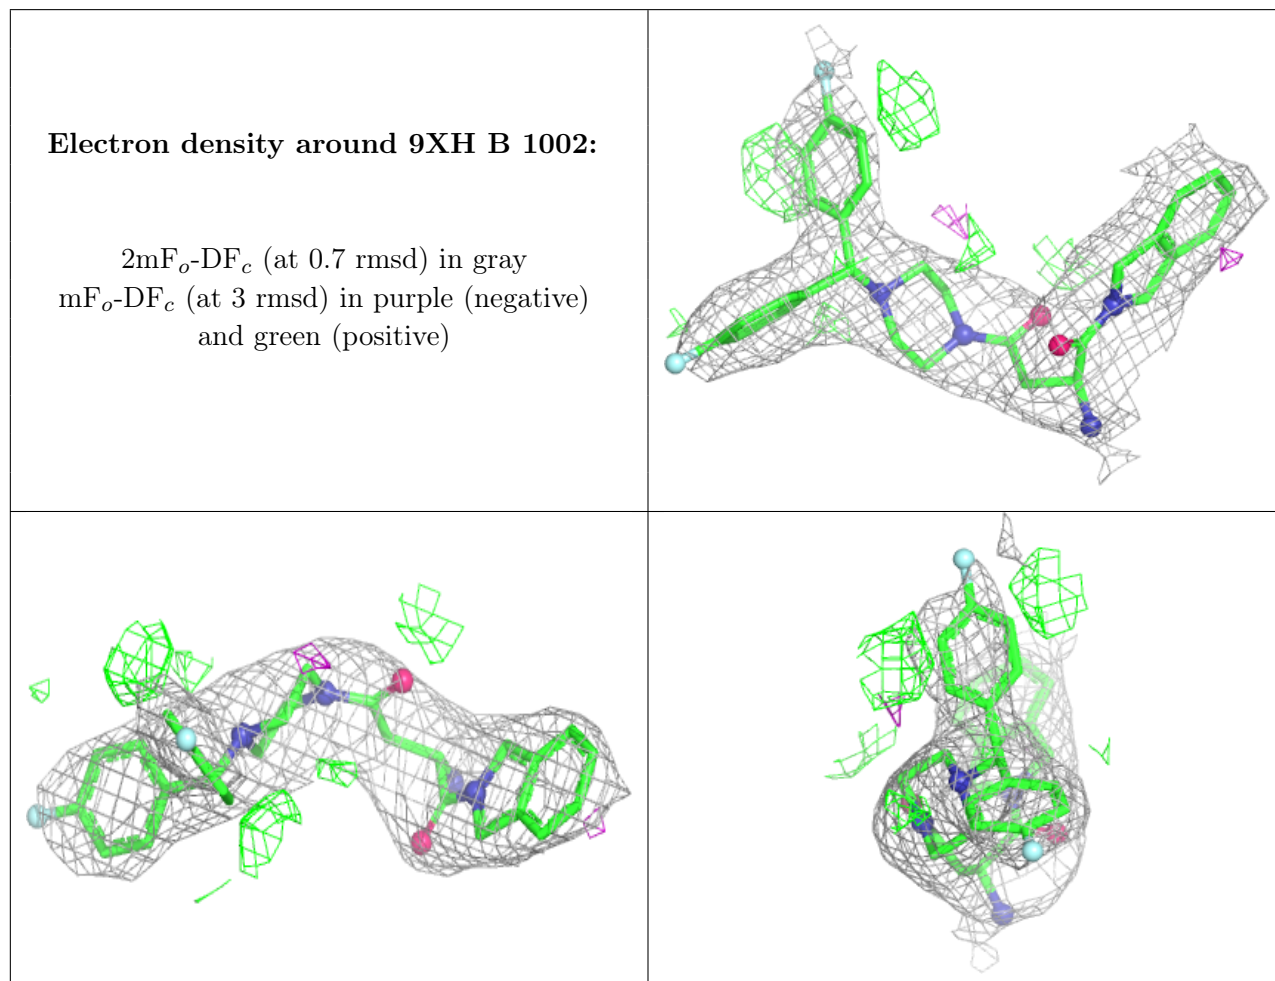 Electron density around 9XH B 1002:
2mFo-DFc (at 0.7 rmsd) in gray
mFo-DFc (at 3 rmsd) in purple (negative)
and green (positive)